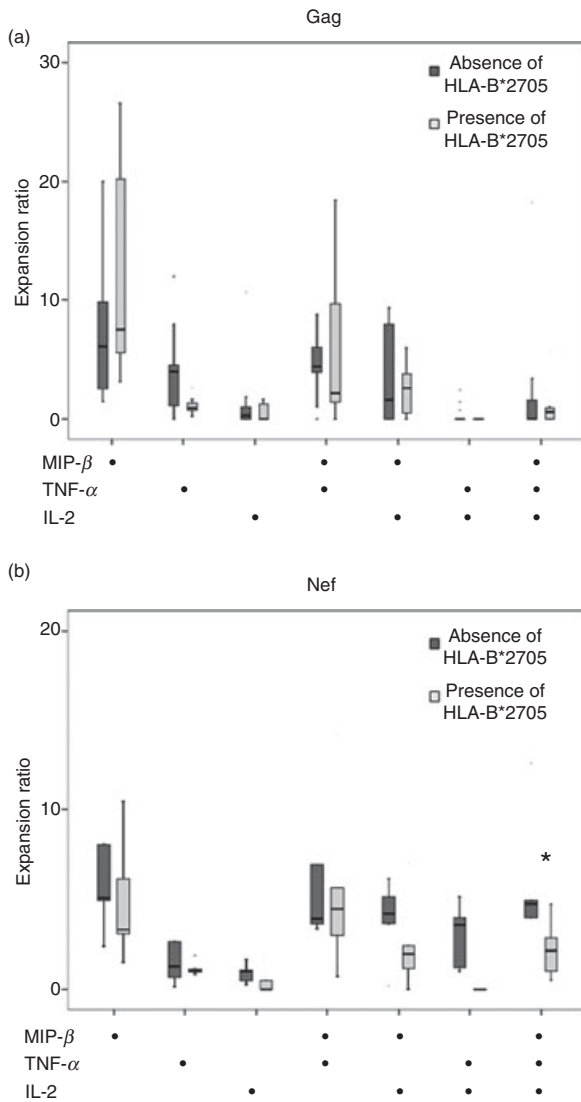 (a)
Gag
30
20
10
0
Expansion ratio
Absence of
HLA-B*2705
Presence of
HLA-B*2705
MIP-β
TNF-α
IL-2
(b)
Nef
20
10
0
Expansion ratio
Absence of
HLA-B*2705
Presence of
HLA-B*2705
*
MIP-β
TNF-α
IL-2